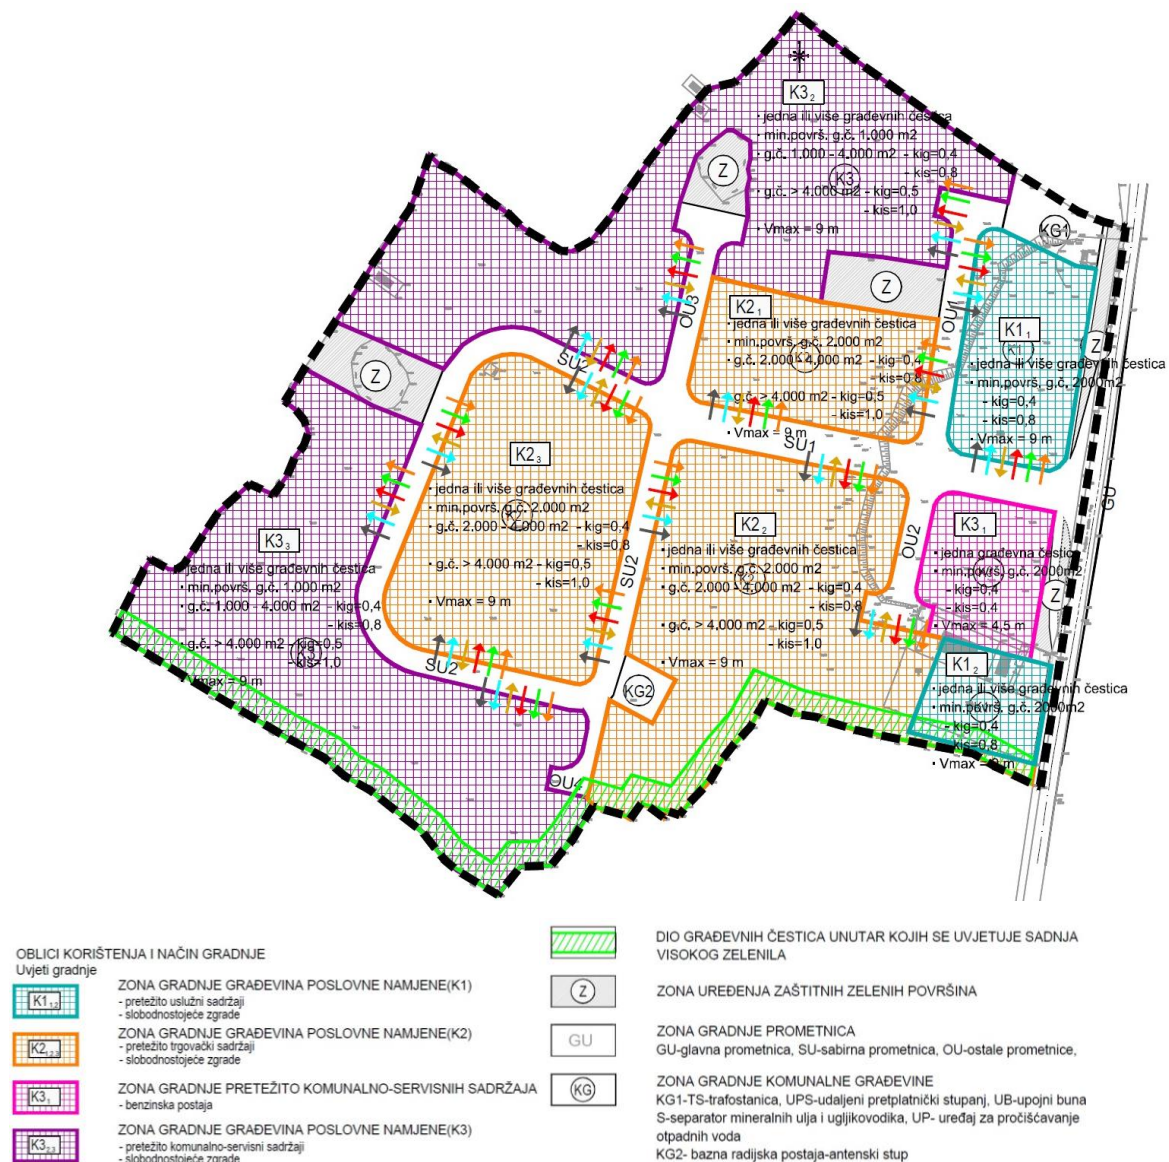 K3₂
• jedna ili više građevnih čestica
• min.površ. g.č. 1.000 m2
• g.č. 1.000 - 4.000 m2 - kig=0,4
- kis=0,8
K3
• g.č. > 4.000 m2 - kig=0,5
- kis=1,0
• Vmax = 9 m
Z
KG1
Z
OU3
OU1
K2₁
• jedna ili više građevnih čestica
• min.površ. g.č. 2.000 m2
• g.č. 2.000 - 4.000 m2 - kig=0,4
- kis=0,8
• g.č. > 4.000 m2 - kig=0,5
- kis=1,0
• Vmax = 9 m
K1₁
K1
• jedna ili više građevnih čestica
• min.površ. g.č. 2000m2
- kig=0,4
- kis=0,8
• Vmax = 9 m
Z
Z
SU2
SU1
GU
K2₃
• jedna ili više građevnih čestica
• min.površ. g.č. 2.000 m2
• g.č. 2.000 - 4.000 m2 - kig=0,4
- kis=0,8
• g.č. > 4.000 m2 - kig=0,5
- kis=1,0
• Vmax = 9 m
K2₂
• jedna ili više građevnih čestica
• min.površ. g.č. 2.000 m2
• g.č. 2.000 - 4.000 m2 - kig=0,4
- kis=0,8
• g.č. > 4.000 m2 - kig=0,5
- kis=1,0
• Vmax = 9 m
SU2
OU2
K3₁
• jedna građevna čestica
• min.površ. g.č. 2000m2
- kig=0,4
- kis=0,4
• Vmax = 4,5 m
Z
K3₃
• jedna ili više građevnih čestica
• min.površ. g.č. 1.000 m2
• g.č. 1.000 - 4.000 m2 - kig=0,4
- kis=0,8
• g.č. > 4.000 m2 - kig=0,5
- kis=1,0
K3
• Vmax = 9 m
SU2
KG2
K1₂
• jedna ili više građevnih čestica
• min.površ. g.č. 2000m2
- kig=0,4
- kis=0,8
• Vmax = 9 m
OU4
OBLICI KORIŠTENJA I NAČIN GRADNJE
Uvjeti gradnje
K1₁,₂
ZONA GRADNJE GRAĐEVINA POSLOVNE NAMJENE(K1)
- pretežito uslužni sadržaji
- slobodnostojeće zgrade
K2₁,₂,₃
ZONA GRADNJE GRAĐEVINA POSLOVNE NAMJENE(K2)
- pretežito trgovački sadržaji
- slobodnostojeće zgrade
K3₁
ZONA GRADNJE PRETEŽITO KOMUNALNO-SERVISNIH SADRŽAJA
- benzinska postaja
K3₂,₃
ZONA GRADNJE GRAĐEVINA POSLOVNE NAMJENE(K3)
- pretežito komunalno-servisni sadržaji
- slobodnostojeće zgrade
DIO GRAĐEVNIH ČESTICA UNUTAR KOJIH SE UVJETUJE SADNJA
VISOKOG ZELENILA
Z
ZONA UREĐENJA ZAŠTITNIH ZELENIH POVRŠINA
GU
ZONA GRADNJE PROMETNICA
GU-glavna prometnica, SU-sabirna prometnica, OU-ostale prometnice,
KG
ZONA GRADNJE KOMUNALNE GRAĐEVINE
KG1-TS-trafostanica, UPS-udaljeni pretplatnički stupanj, UB-upojni buna
S-separator mineralnih ulja i ugljikovodika, UP- uređaj za pročišćavanje
otpadnih voda
KG2- bazna radijska postaja-antenski stup